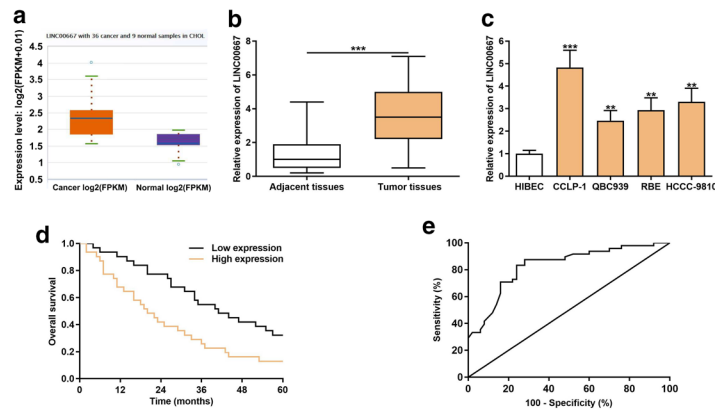 a
LINC00667 with 36 cancer and 9 normal samples in CHOL
Expression level: log2(FPKM+0.01)
4.5
4
3.5
3
2.5
2
1.5
1
0.5
Cancer log2(FPKM)
Normal log2(FPKM)
b
Relative expression of LINC00667
8
6
4
2
0
***
Adjacent tissues
Tumor tissues
c
Relative expression of LINC00667
8
7
6
5
4
3
2
1
0
***
**
**
**
HIBEC
CCLP-1
QBC939
RBE
HCCC-9810
d
Overall survival
1.0
0.8
0.6
0.4
0.2
0.0
Low expression
High expression
0
12
24
36
48
60
Time (months)
e
Sensitivity (%)
100
80
60
40
20
0
0
20
40
60
80
100
100 - Specificity (%)